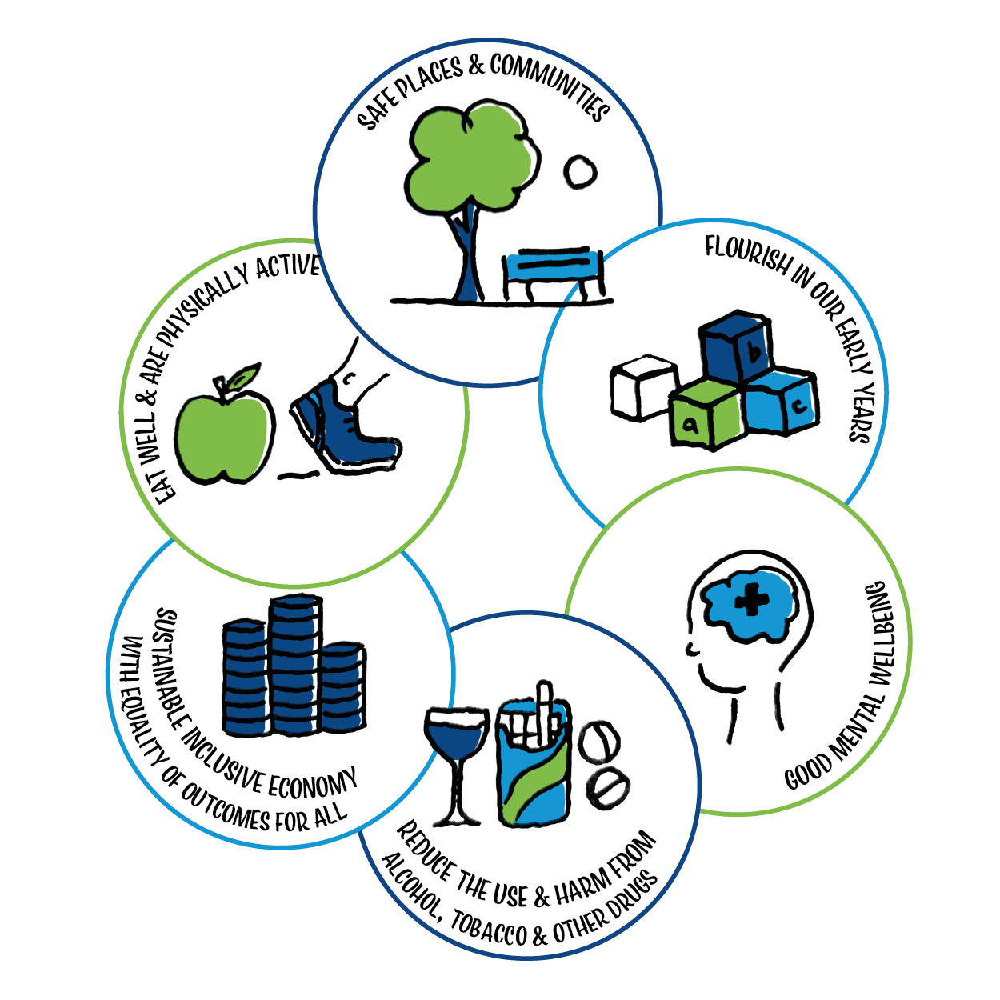 SAFE PLACES & COMMUNITIES
FLOURISH IN OUR EARLY YEARS
b
a
c
GOOD MENTAL WELLBEING
REDUCE THE USE & HARM FROM
ALCOHOL, TOBACCO & OTHER DRUGS
SUSTAINABLE INCLUSIVE ECONOMY
WITH EQUALITY OF OUTCOMES FOR ALL
EAT WELL & ARE PHYSICALLY ACTIVE